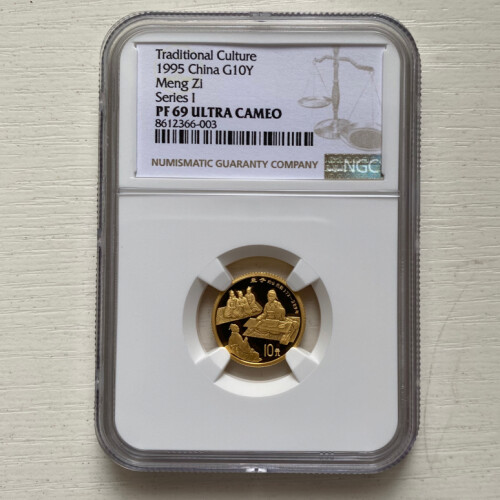 Traditional Culture
1995 China G10Y
Meng Zi
Series I
PF 69 ULTRA CAMEO
8612366-003
NUMISMATIC GUARANTY COMPANY
NGC
10元